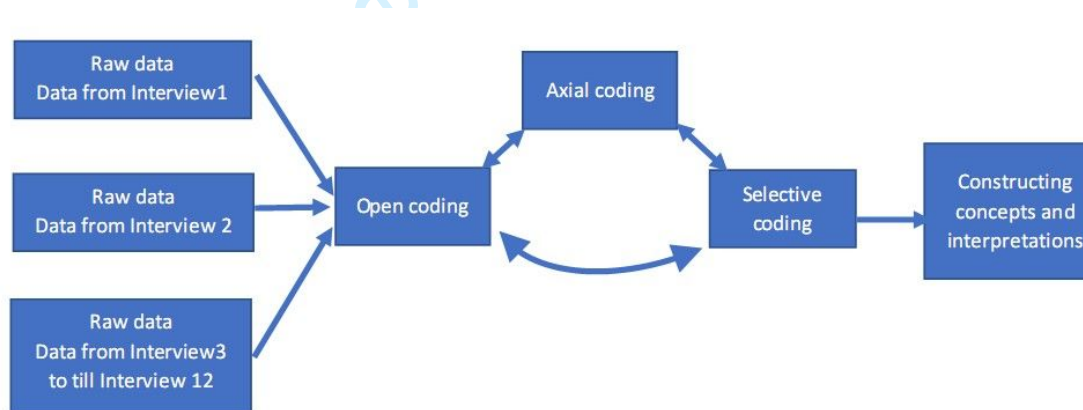 Raw data
Data from Interview1
Axial coding
Raw data
Data from Interview 2
Open coding
Selective
coding
Constructing
concepts and
interpretations
Raw data
Data from Interview3
to till Interview 12